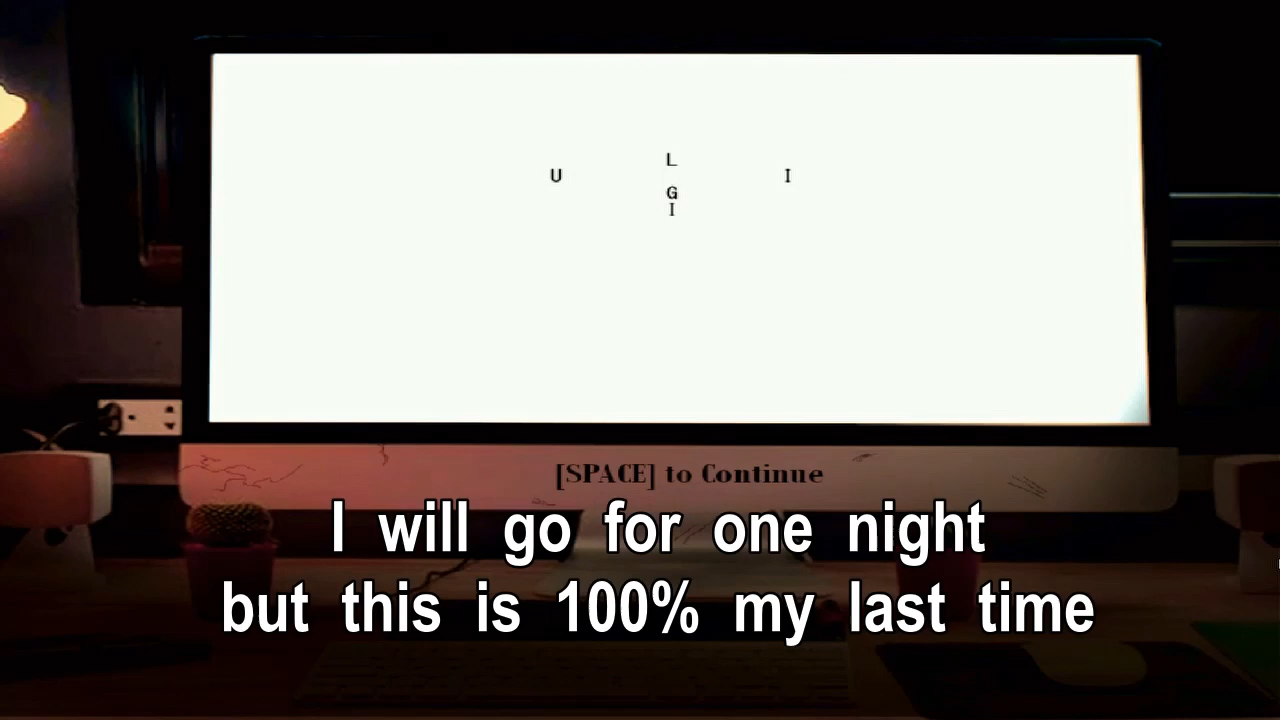 L
U I
G
I
[SPACE] to Continue
I will go for one night
but this is 100% my last time